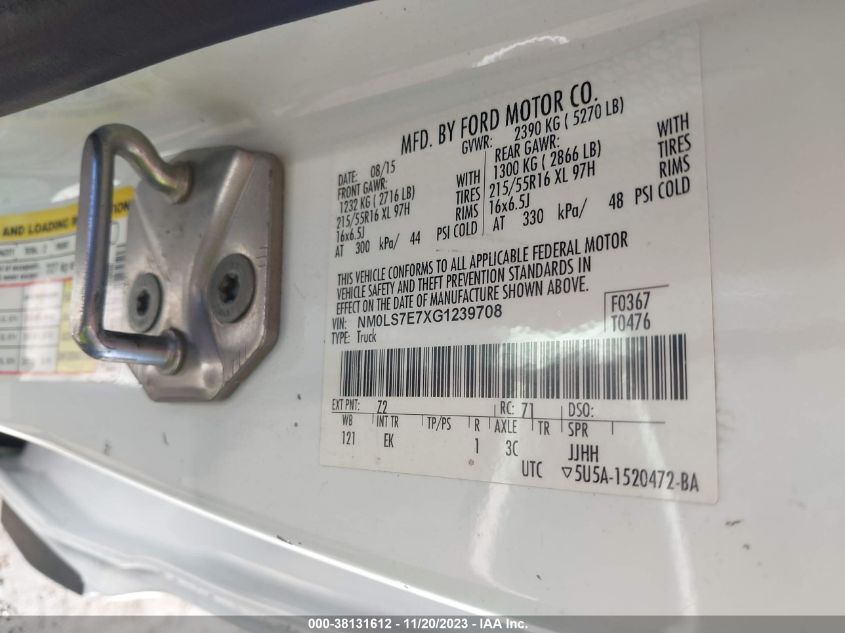 MFD. BY FORD MOTOR CO.
DATE: 08/15 GVWR: 2390 KG ( 5270 LB)
FRONT GAWR: REAR GAWR: WITH
1232 KG ( 2716 LB) WITH 1300 KG ( 2866 LB) TIRES
215/55R16 XL 97H TIRES 215/55R16 XL 97H RIMS
16x6.5J RIMS 16x6.5J
AT 300 kPa/ 44 PSI COLD AT 330 kPa/ 48 PSI COLD
THIS VEHICLE CONFORMS TO ALL APPLICABLE FEDERAL MOTOR
VEHICLE SAFETY AND THEFT PREVENTION STANDARDS IN
EFFECT ON THE DATE OF MANUFACTURE SHOWN ABOVE.
VIN: NM0LS7E7XG1239708 F0367
TYPE: Truck T0476
EXT PNT: Z2 RC: 71 DSO:
WB INT TR TP/PS R AXLE TR SPR
121 EK 1 3C JJHH
UTC 5U5A-1520472-BA
AND LOADING
000-38131612 - 11/20/2023 - IAA Inc.